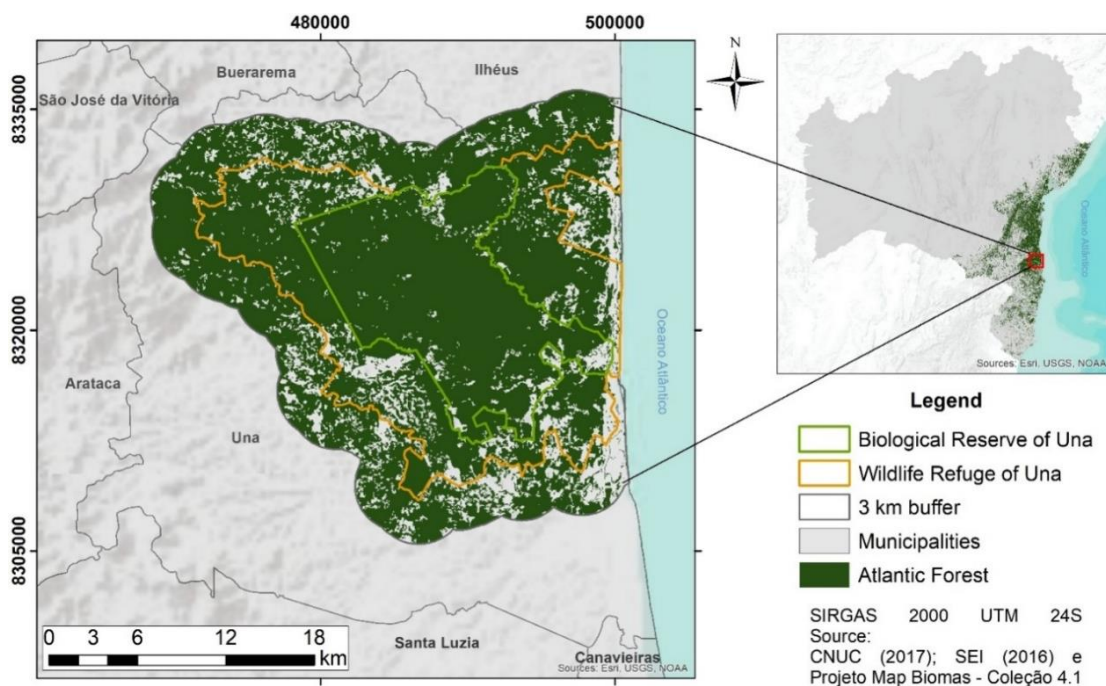 480000
500000
Buerarema
Ilhéus
São José da Vitória
8335000
8320000
8305000
Arataca
Una
Oceano Atlântico
Santa Luzia
Canavieiras
0 3 6 12 18
km
Sources: Esri, USGS, NOAA
N
Oceano Atlântico
Sources: Esri, USGS, NOAA
Legend
Biological Reserve of Una
Wildlife Refuge of Una
3 km buffer
Municipalities
Atlantic Forest
SIRGAS 2000 UTM 24S
Source:
CNUC (2017); SEI (2016) e
Projeto Map Biomas - Coleção 4.1